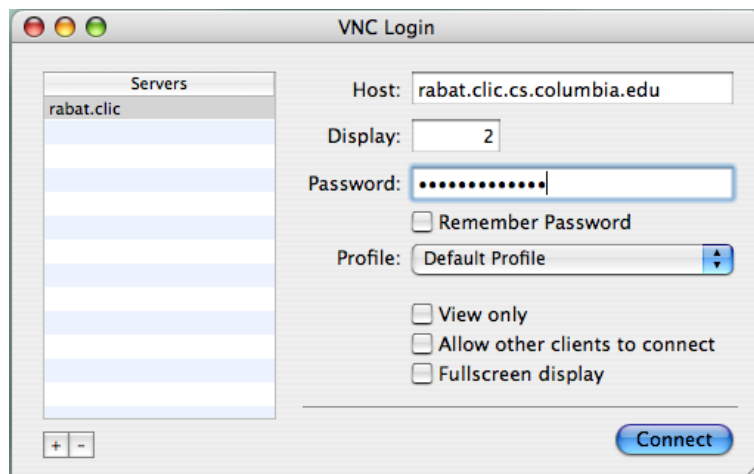 VNC Login
Servers
rabat.clic
Host: rabat.clic.cs.columbia.edu
Display: 2
Password: •••••••••••••
Remember Password
Profile: Default Profile
View only
Allow other clients to connect
Fullscreen display
+ -
Connect